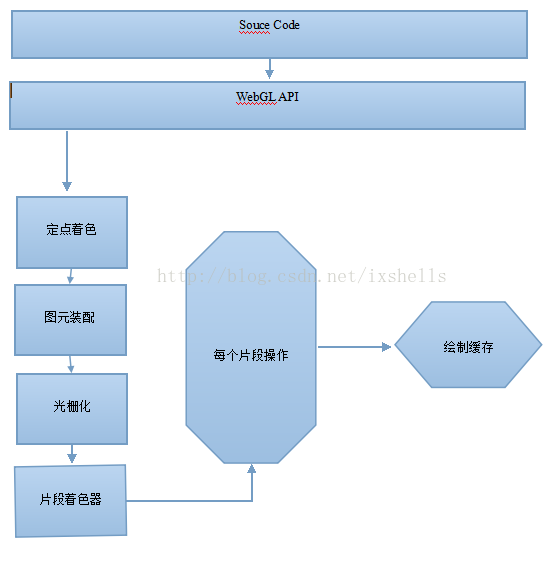 Souce Code
WebGL API
定点着色
图元装配
光栅化
片段着色器
http://blog.csdn.net/ixshells
每个片段操作
绘制缓存